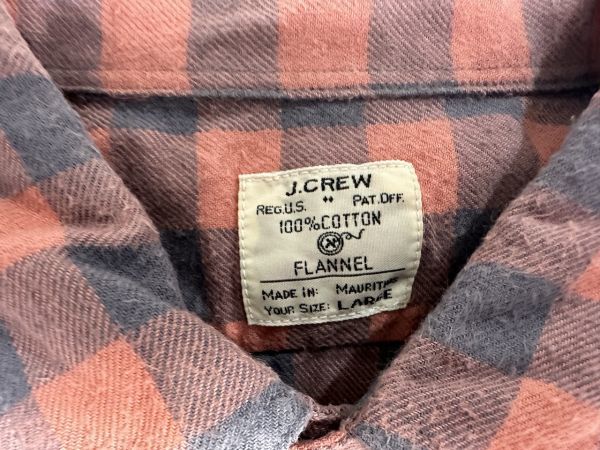 J.CREW
REG.U.S. PAT.OFF.
100%COTTON
FLANNEL
MADE IN: MAURITIUS
YOUR SIZE: LARGE